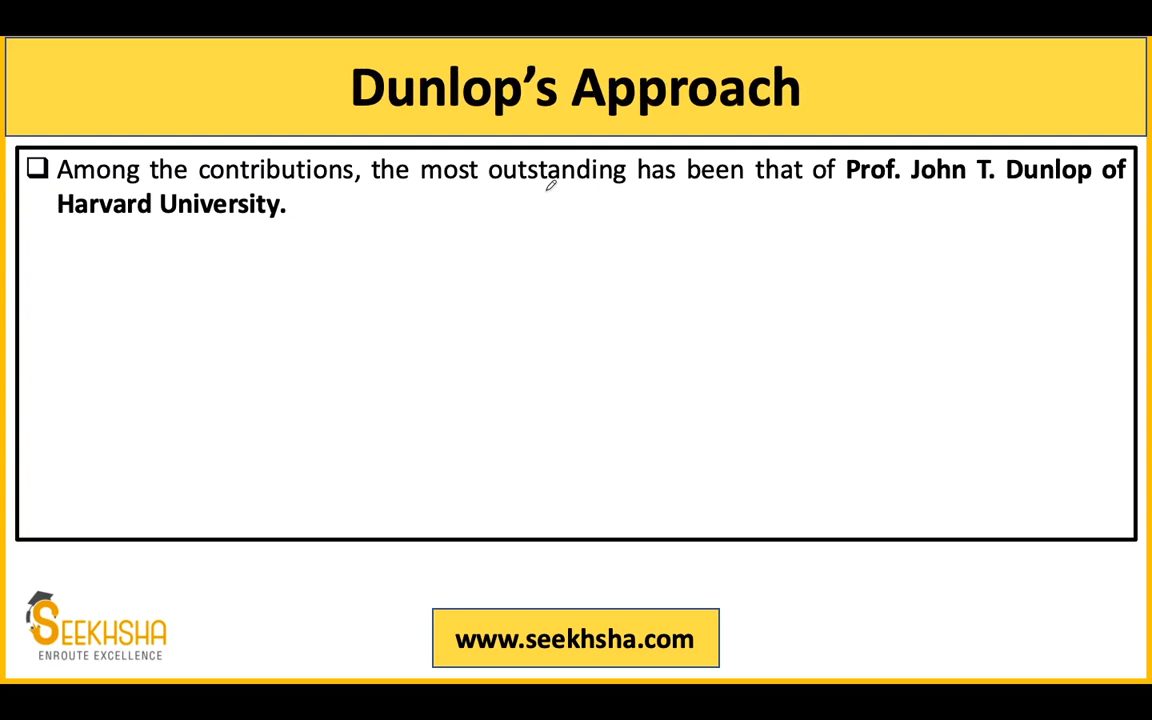 Dunlop's Approach
❑ Among the contributions, the most outstanding has been that of Prof. John T. Dunlop of
Harvard University.
SEEKHSHA
ENROUTE EXCELLENCE
www.seekhsha.com